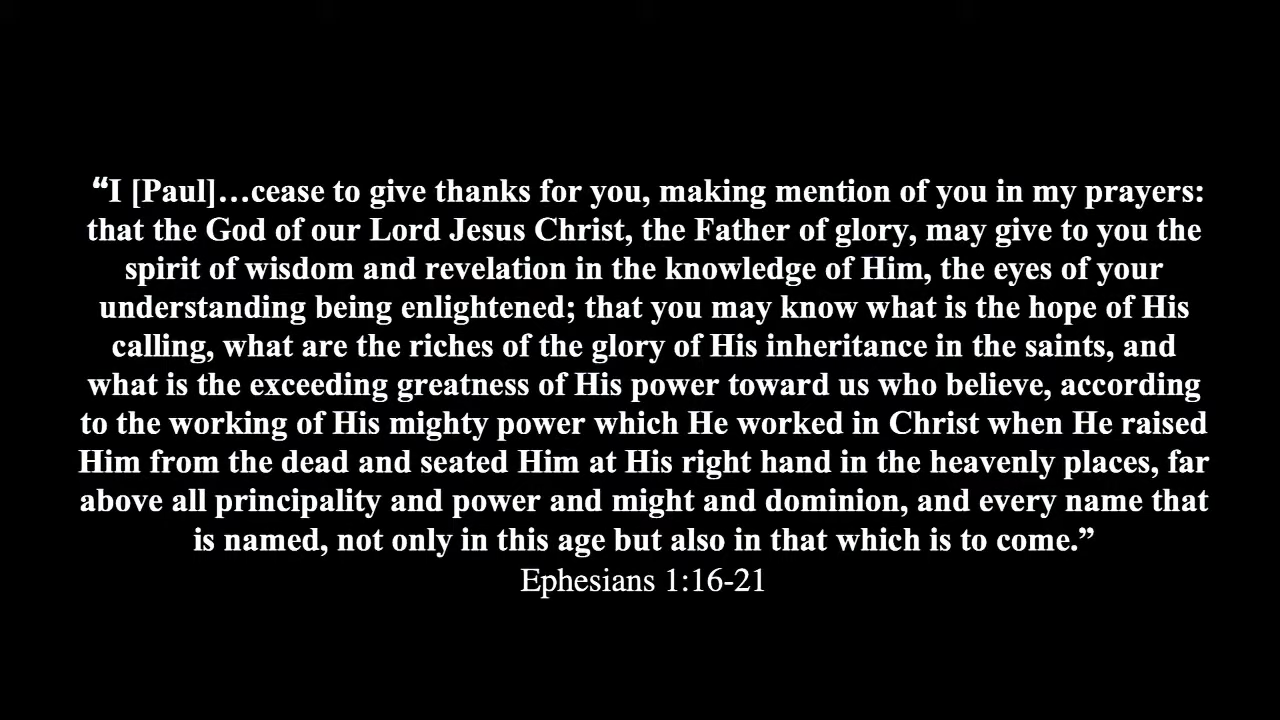 “I [Paul]…cease to give thanks for you, making mention of you in my prayers:
that the God of our Lord Jesus Christ, the Father of glory, may give to you the
spirit of wisdom and revelation in the knowledge of Him, the eyes of your
understanding being enlightened; that you may know what is the hope of His
calling, what are the riches of the glory of His inheritance in the saints, and
what is the exceeding greatness of His power toward us who believe, according
to the working of His mighty power which He worked in Christ when He raised
Him from the dead and seated Him at His right hand in the heavenly places, far
above all principality and power and might and dominion, and every name that
is named, not only in this age but also in that which is to come.”
Ephesians 1:16-21